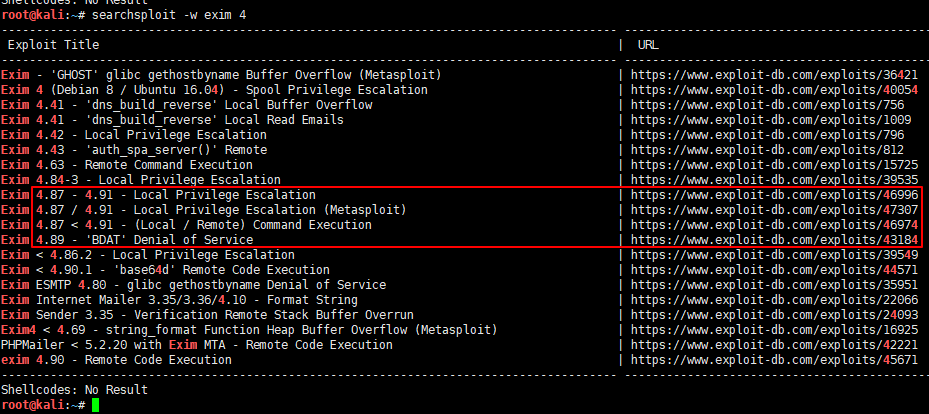 Shellcodes: No Result
root@kali:~# searchsploit -w exim 4
Exploit Title | URL
Exim - 'GHOST' glibc gethostbyname Buffer Overflow (Metasploit) | https://www.exploit-db.com/exploits/36421
Exim 4 (Debian 8 / Ubuntu 16.04) - Spool Privilege Escalation | https://www.exploit-db.com/exploits/40054
Exim 4.41 - 'dns_build_reverse' Local Buffer Overflow | https://www.exploit-db.com/exploits/756
Exim 4.41 - 'dns_build_reverse' Local Read Emails | https://www.exploit-db.com/exploits/1009
Exim 4.42 - Local Privilege Escalation | https://www.exploit-db.com/exploits/796
Exim 4.43 - 'auth_spa_server()' Remote | https://www.exploit-db.com/exploits/812
Exim 4.63 - Remote Command Execution | https://www.exploit-db.com/exploits/15725
Exim 4.84-3 - Local Privilege Escalation | https://www.exploit-db.com/exploits/39535
Exim 4.87 - 4.91 - Local Privilege Escalation | https://www.exploit-db.com/exploits/46996
Exim 4.87 / 4.91 - Local Privilege Escalation (Metasploit) | https://www.exploit-db.com/exploits/47307
Exim 4.87 < 4.91 - (Local / Remote) Command Execution | https://www.exploit-db.com/exploits/46974
Exim 4.89 - 'BDAT' Denial of Service | https://www.exploit-db.com/exploits/43184
Exim < 4.86.2 - Local Privilege Escalation | https://www.exploit-db.com/exploits/39549
Exim < 4.90.1 - 'base64d' Remote Code Execution | https://www.exploit-db.com/exploits/44571
Exim ESMTP 4.80 - glibc gethostbyname Denial of Service | https://www.exploit-db.com/exploits/35951
Exim Internet Mailer 3.35/3.36/4.10 - Format String | https://www.exploit-db.com/exploits/22066
Exim Sender 3.35 - Verification Remote Stack Buffer Overrun | https://www.exploit-db.com/exploits/24093
Exim4 < 4.69 - string_format Function Heap Buffer Overflow (Metasploit) | https://www.exploit-db.com/exploits/16925
PHPMailer < 5.2.20 with Exim MTA - Remote Code Execution | https://www.exploit-db.com/exploits/42221
exim 4.90 - Remote Code Execution | https://www.exploit-db.com/exploits/45671
Shellcodes: No Result
root@kali:~#